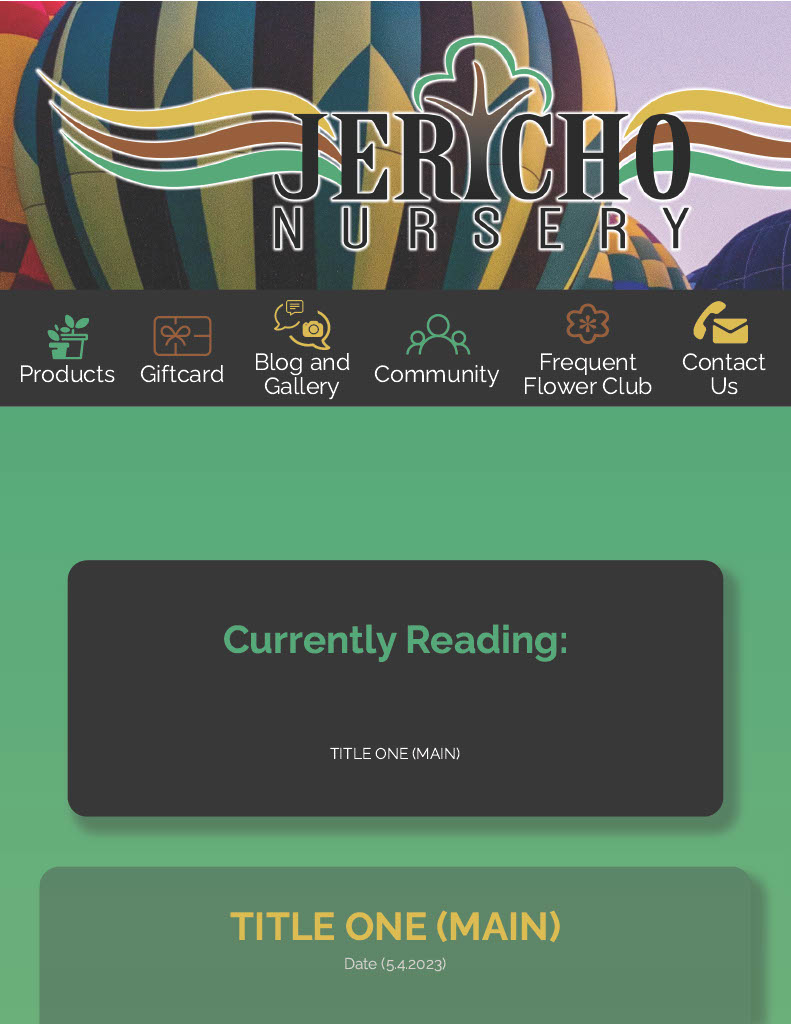 JERICHO
NURSERY
Products
Giftcard
Blog and
Gallery
Community
Frequent
Flower Club
Contact
Us
Currently Reading:
TITLE ONE (MAIN)
TITLE ONE (MAIN)
Date (5.4.2023)